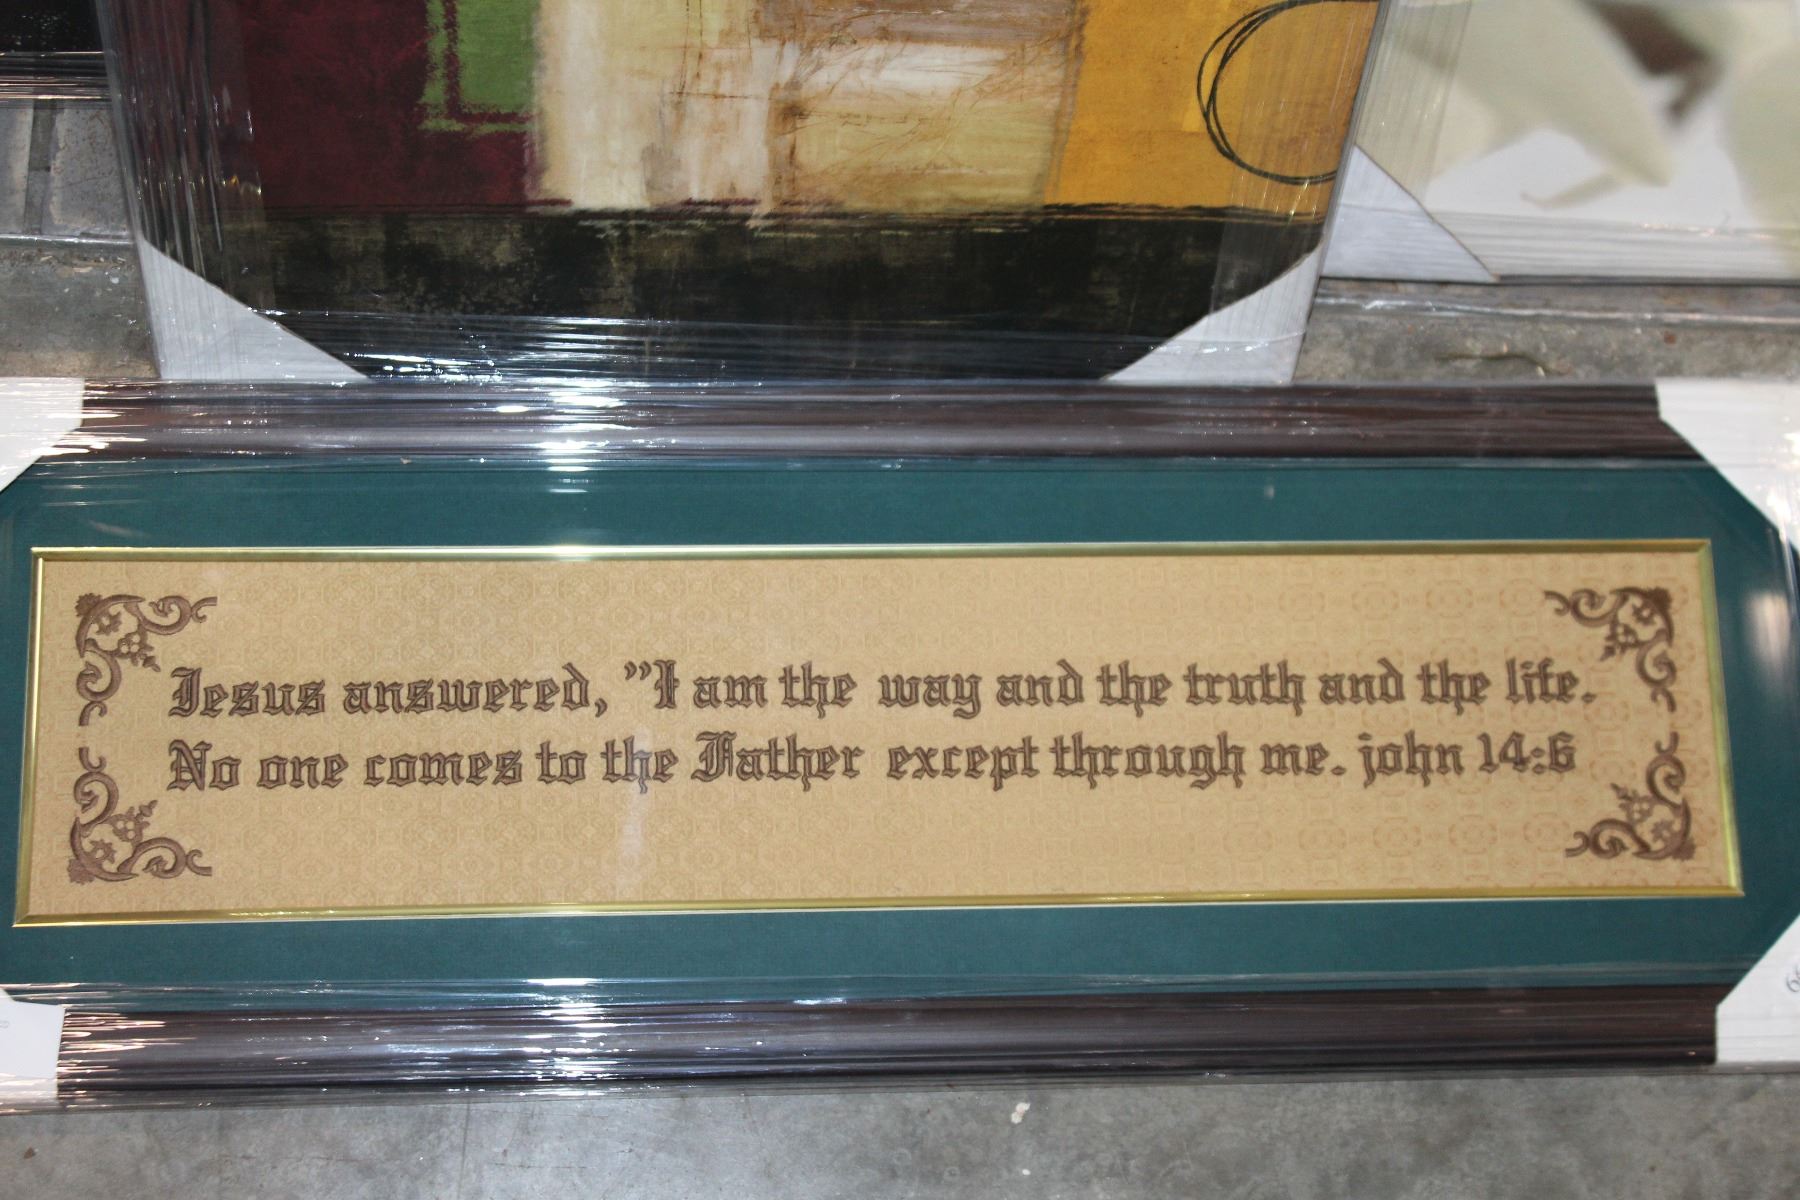 Jesus answered, "I am the way and the truth and the life.
No one comes to the Father except through me. john 14:6